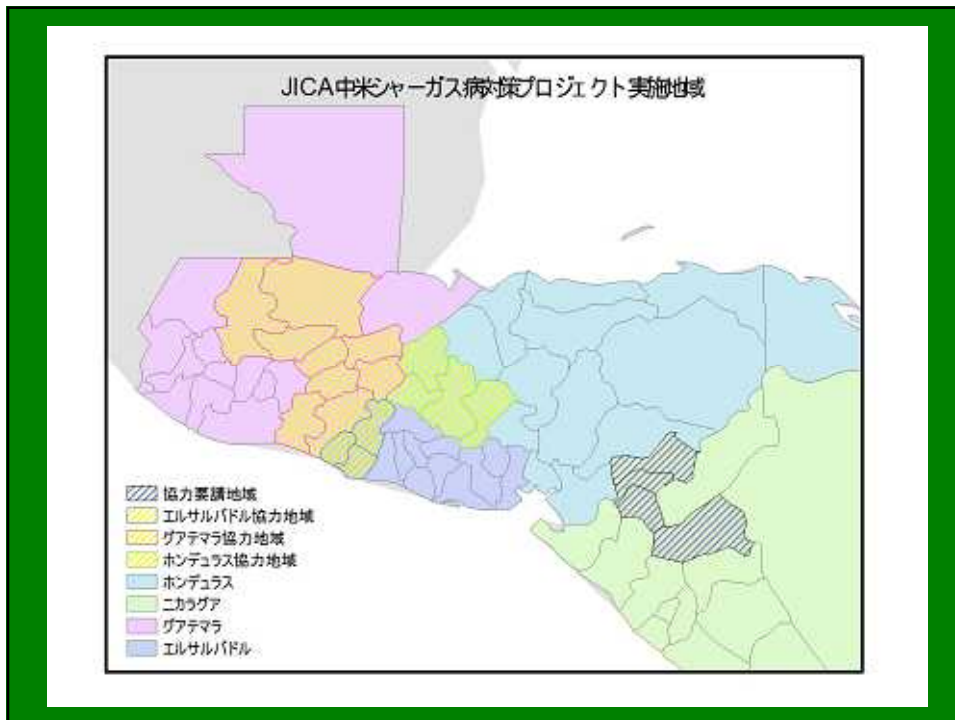 JICA中米シャーガス病対策プロジェクト実施地域
協力要請地域
エルサルバドル協力地域
グアテマラ協力地域
ホンデュラス協力地域
ホンデュラス
ニカラグア
グアテマラ
エルサルバドル